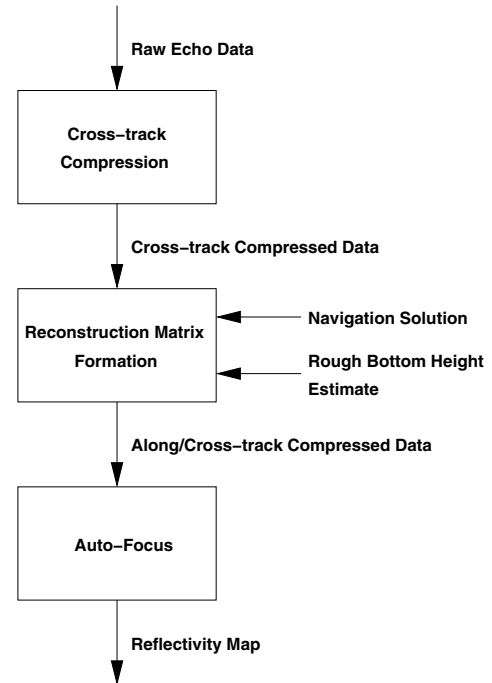 Raw Echo Data
Cross−track
Compression
Cross−track Compressed Data
Reconstruction Matrix
Formation
Navigation Solution
Rough Bottom Height
Estimate
Along/Cross−track Compressed Data
Auto−Focus
Reflectivity Map